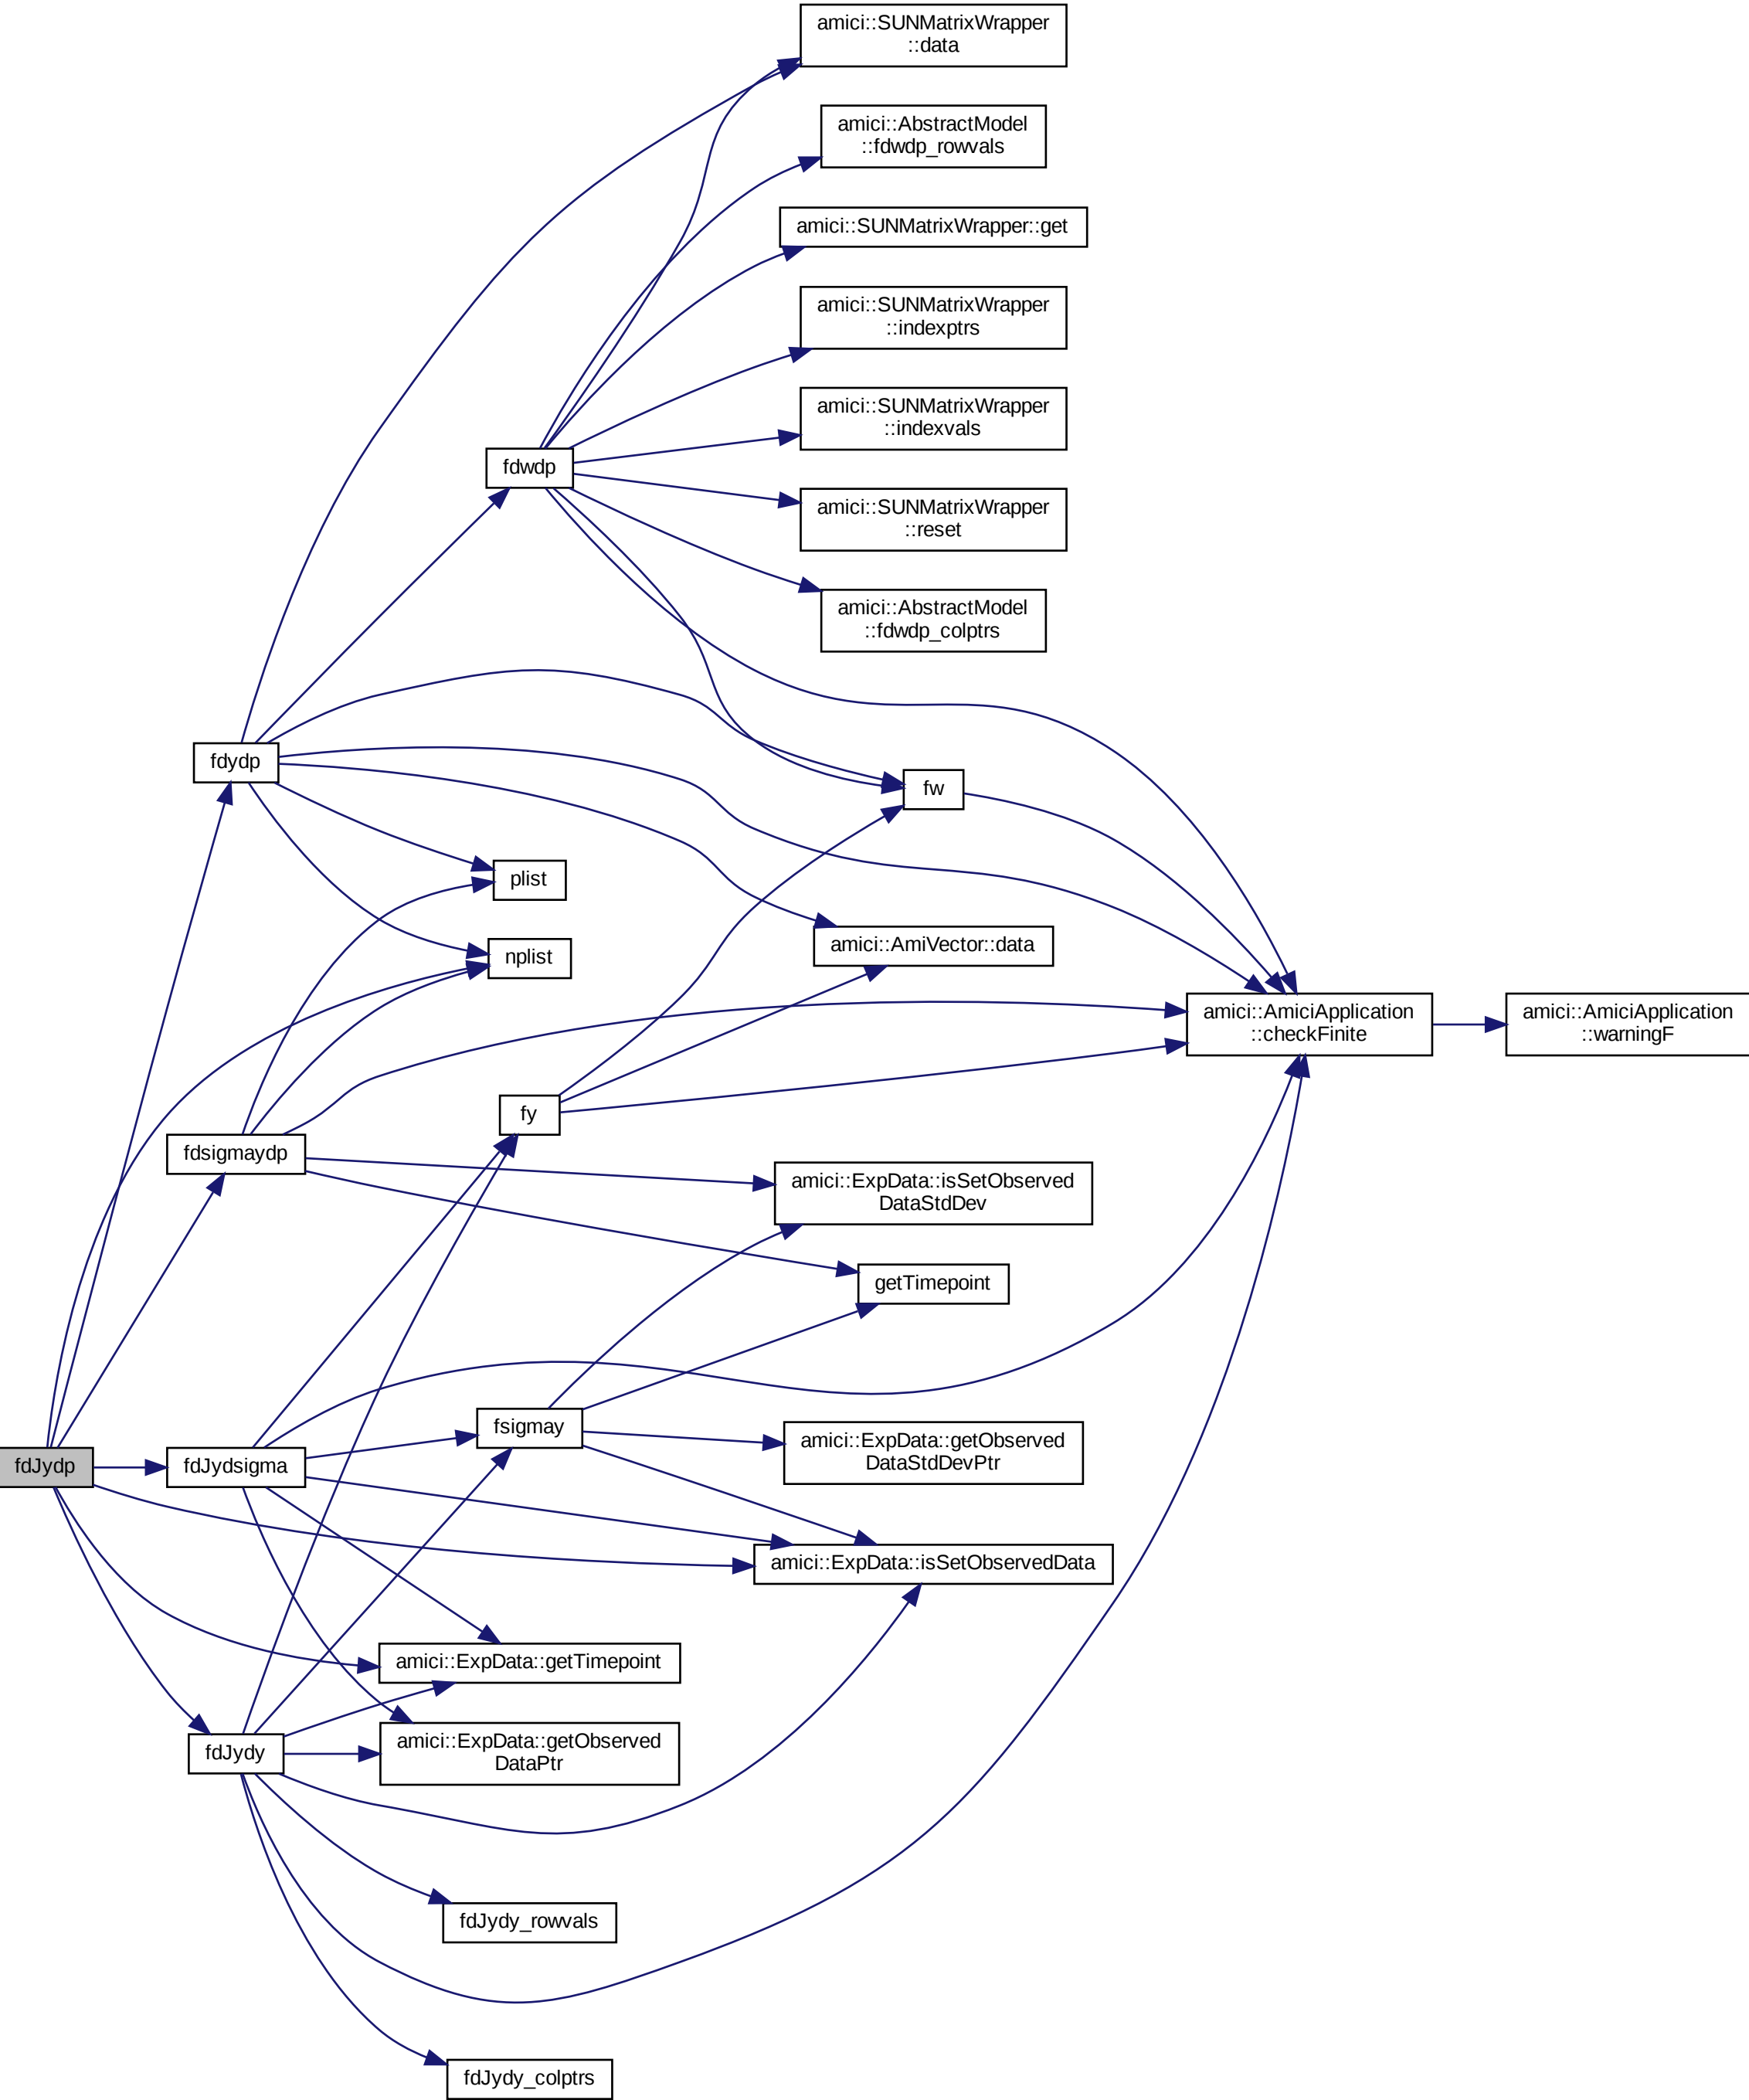 amici::SUNMatrixWrapper
::data
amici::AbstractModel
::fdwdp_rowvals
amici::SUNMatrixWrapper::get
amici::SUNMatrixWrapper
::indexptrs
amici::SUNMatrixWrapper
::indexvals
fdwdp
amici::SUNMatrixWrapper
::reset
amici::AbstractModel
::fdwdp_colptrs
fdydp
fw
plist
amici::AmiVector::data
nplist
amici::AmiciApplication
::checkFinite
amici::AmiciApplication
::warningF
fy
fdsigmaydp
amici::ExpData::isSetObserved
DataStdDev
getTimepoint
fsigmay
amici::ExpData::getObserved
DataStdDevPtr
fdJydp
fdJydsigma
amici::ExpData::isSetObservedData
amici::ExpData::getTimepoint
fdJydy
amici::ExpData::getObserved
DataPtr
fdJydy_rowvals
fdJydy_colptrs